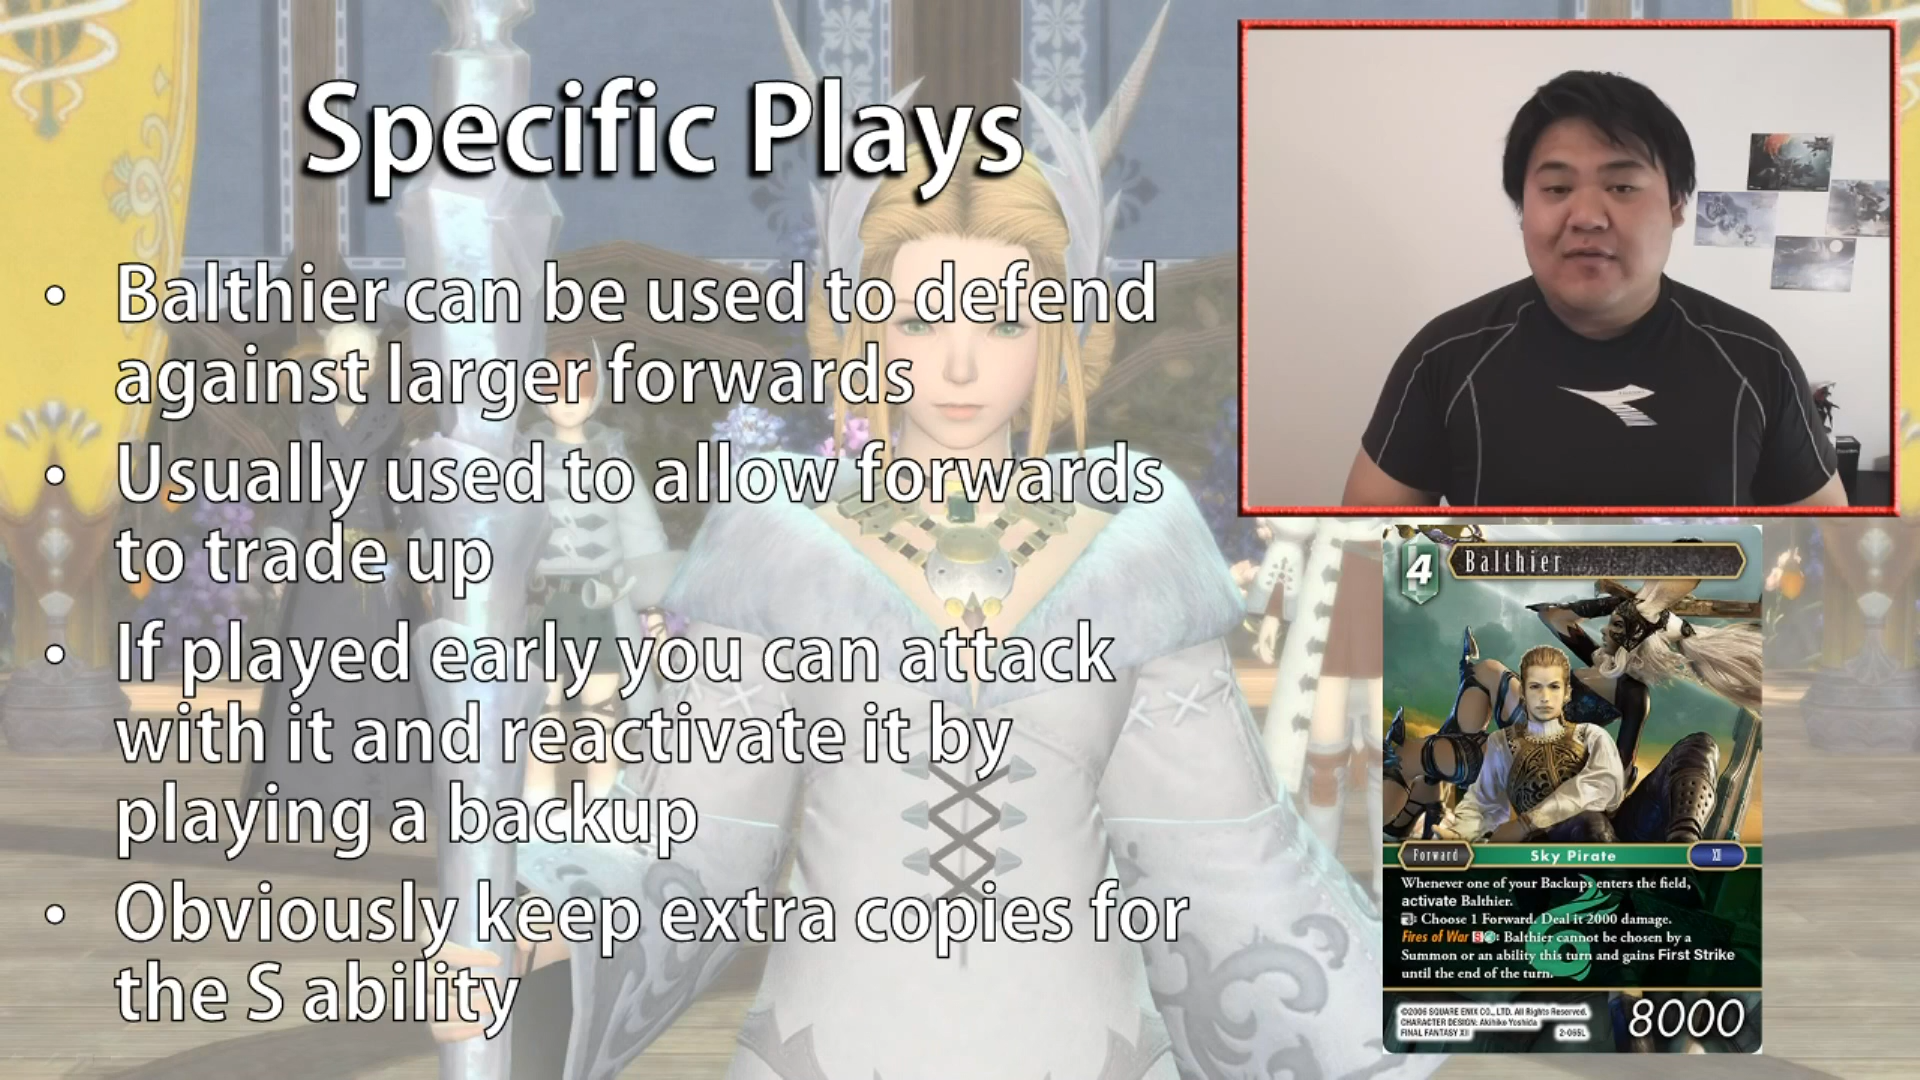 Specific Plays
• Balthier can be used to defend
against larger forwards
• Usually used to allow forwards
to trade up
• If played early you can attack
with it and reactivate it by
playing a backup
• Obviously keep extra copies for
the S ability
4
Balthier
Forward
Sky Pirate
XII
Whenever one of your Backups enters the field,
activate Balthier.
: Choose 1 Forward. Deal it 2000 damage.
Fires of War S : Balthier cannot be chosen by a
Summon or an ability this turn and gains First Strike
until the end of the turn.
©2006 SQUARE ENIX CO., LTD. All Rights Reserved.
CHARACTER DESIGN: Akihiko Yoshida
FINAL FANTASY XII
2-065L
8000